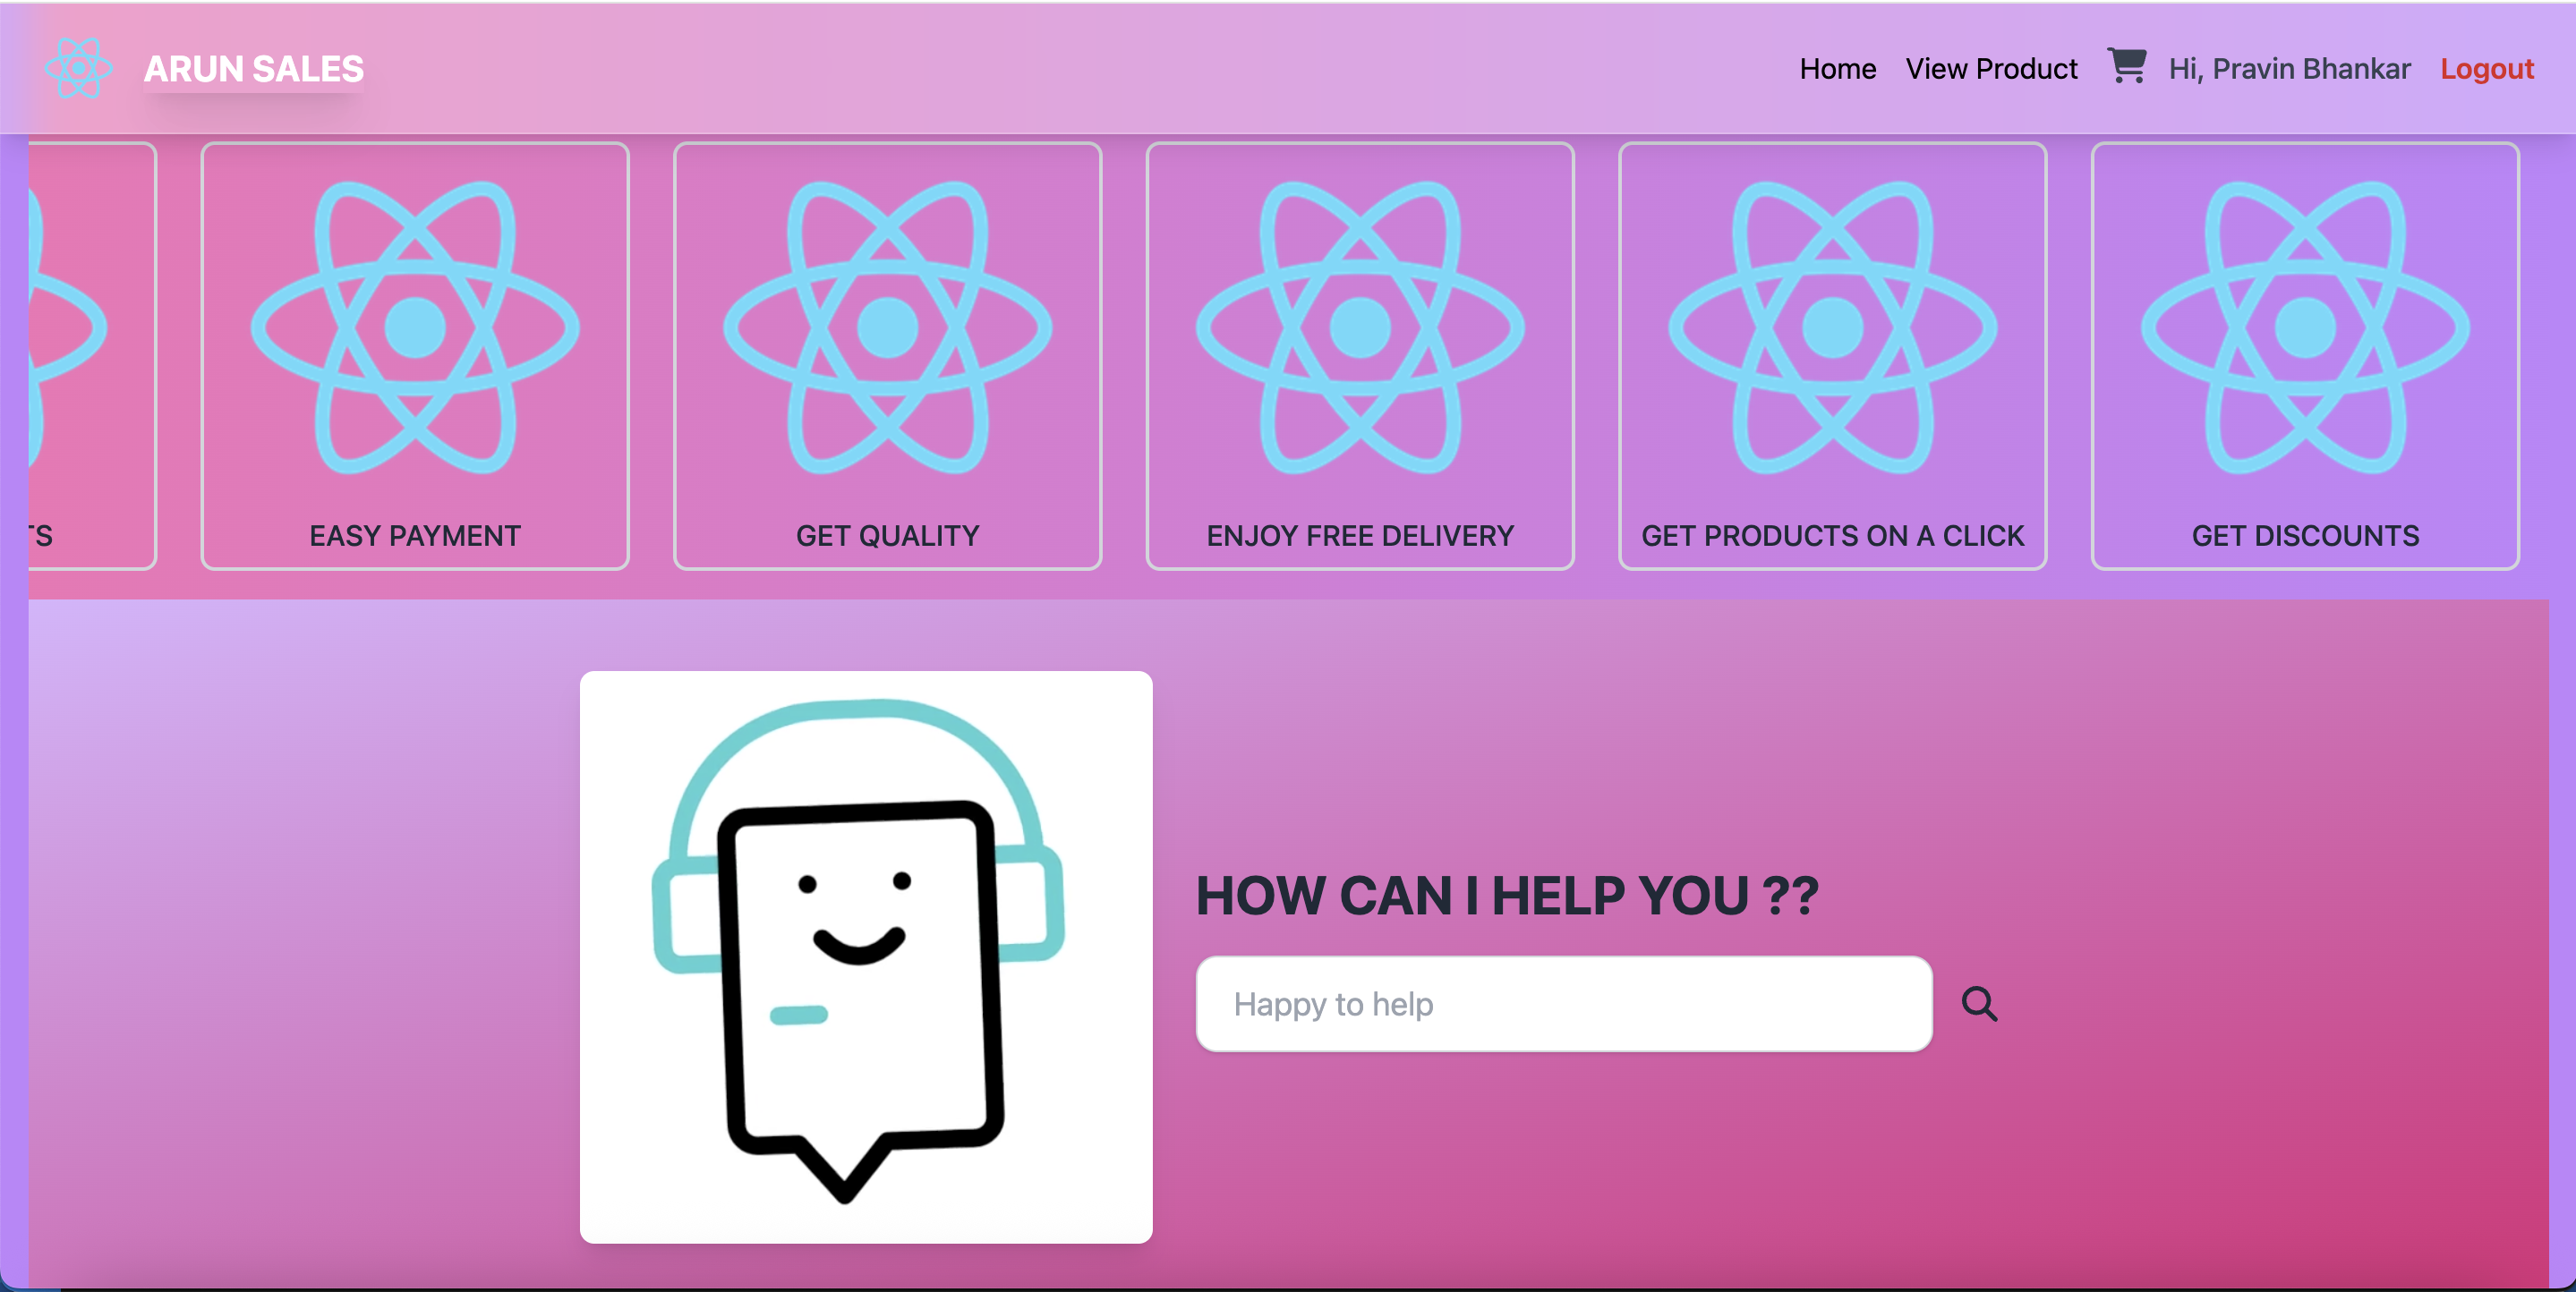 ARUN SALES
Home
View Product
Hi, Pravin Bhankar
Logout
TS
EASY PAYMENT
GET QUALITY
ENJOY FREE DELIVERY
GET PRODUCTS ON A CLICK
GET DISCOUNTS
HOW CAN I HELP YOU ??
Happy to help